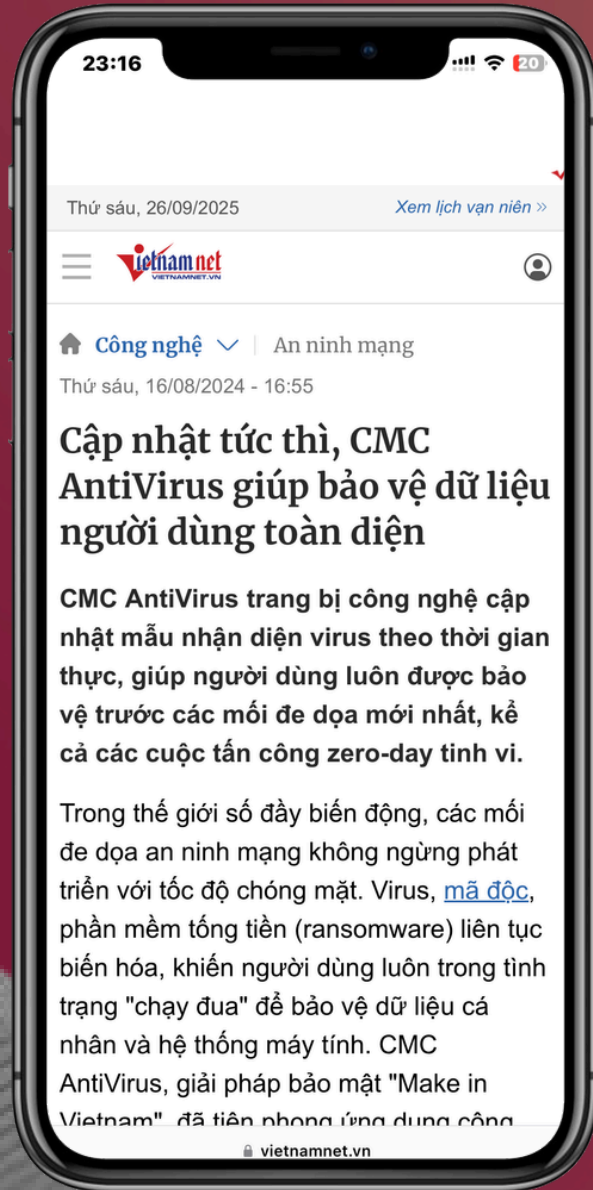 23:16
20
Thứ sáu, 26/09/2025
Xem lịch vạn niên »
Vietnamnet
VIETNAMNET.VN
Công nghệ
An ninh mạng
Thứ sáu, 16/08/2024 - 16:55
Cập nhật tức thì, CMC
AntiVirus giúp bảo vệ dữ liệu
người dùng toàn diện
CMC AntiVirus trang bị công nghệ cập
nhật mẫu nhận diện virus theo thời gian
thực, giúp người dùng luôn được bảo
vệ trước các mối đe dọa mới nhất, kể
cả các cuộc tấn công zero-day tinh vi.
Trong thế giới số đầy biến động, các mối
đe dọa an ninh mạng không ngừng phát
triển với tốc độ chóng mặt. Virus, mã độc,
phần mềm tống tiền (ransomware) liên tục
biến hóa, khiến người dùng luôn trong tình
trạng "chạy đua" để bảo vệ dữ liệu cá
nhân và hệ thống máy tính. CMC
AntiVirus, giải pháp bảo mật "Make in
Vietnam", đã tiên phong ứng dụng công
vietnamnet.vn